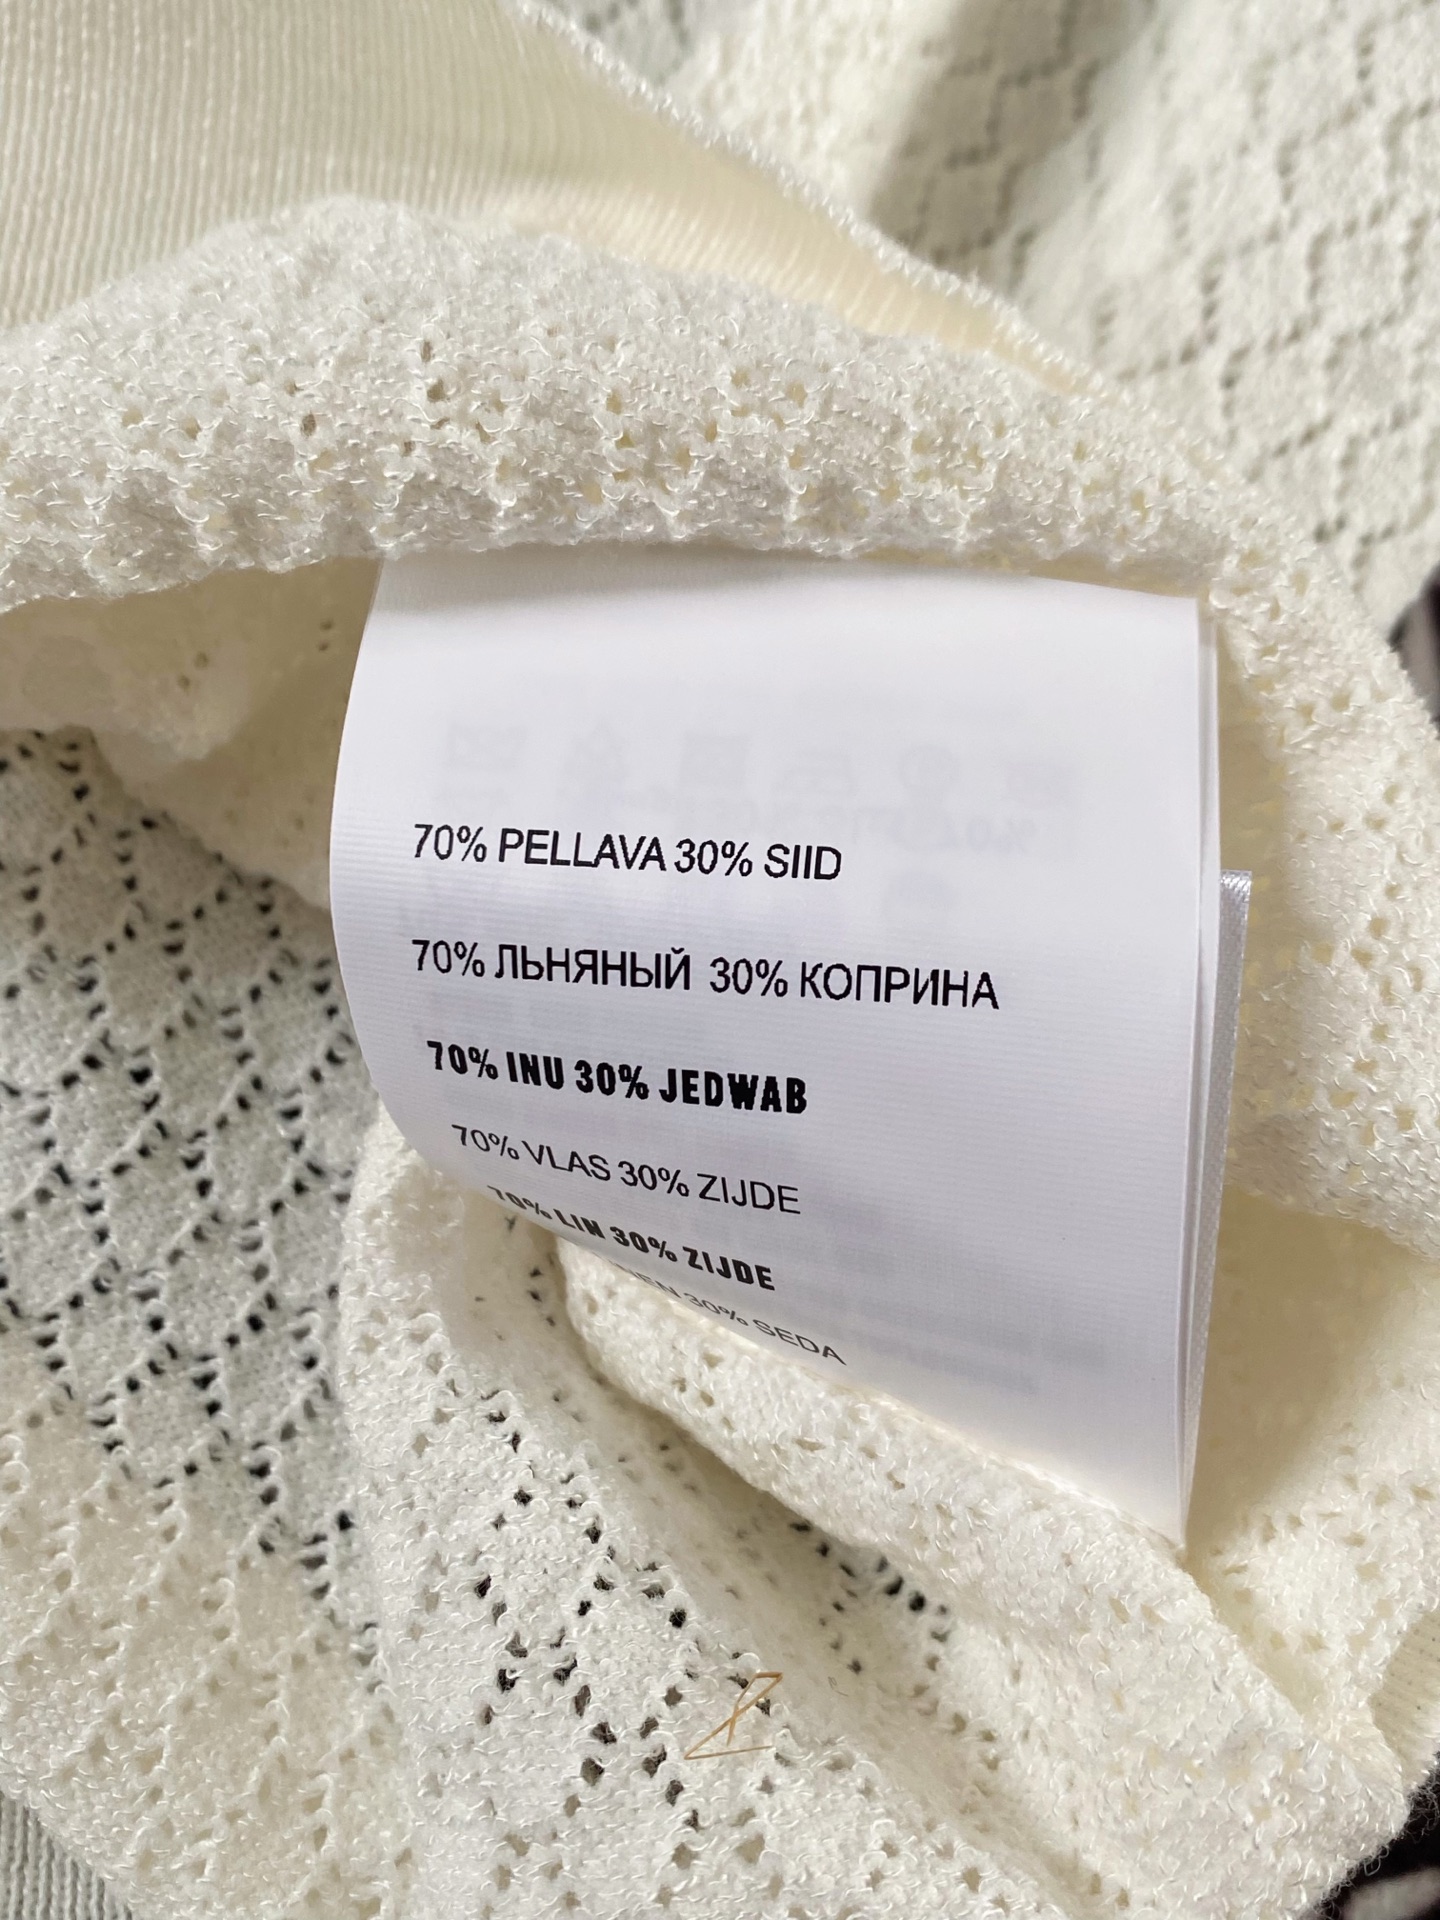 70% PELLAVA 30% SIID
70% ЛЬНЯНЫЙ 30% КОПРИНА
70% INU 30% JEDWAB
70% VLAS 30% ZIJDE
70% LIN 30% ZIJDE
30% SEDA